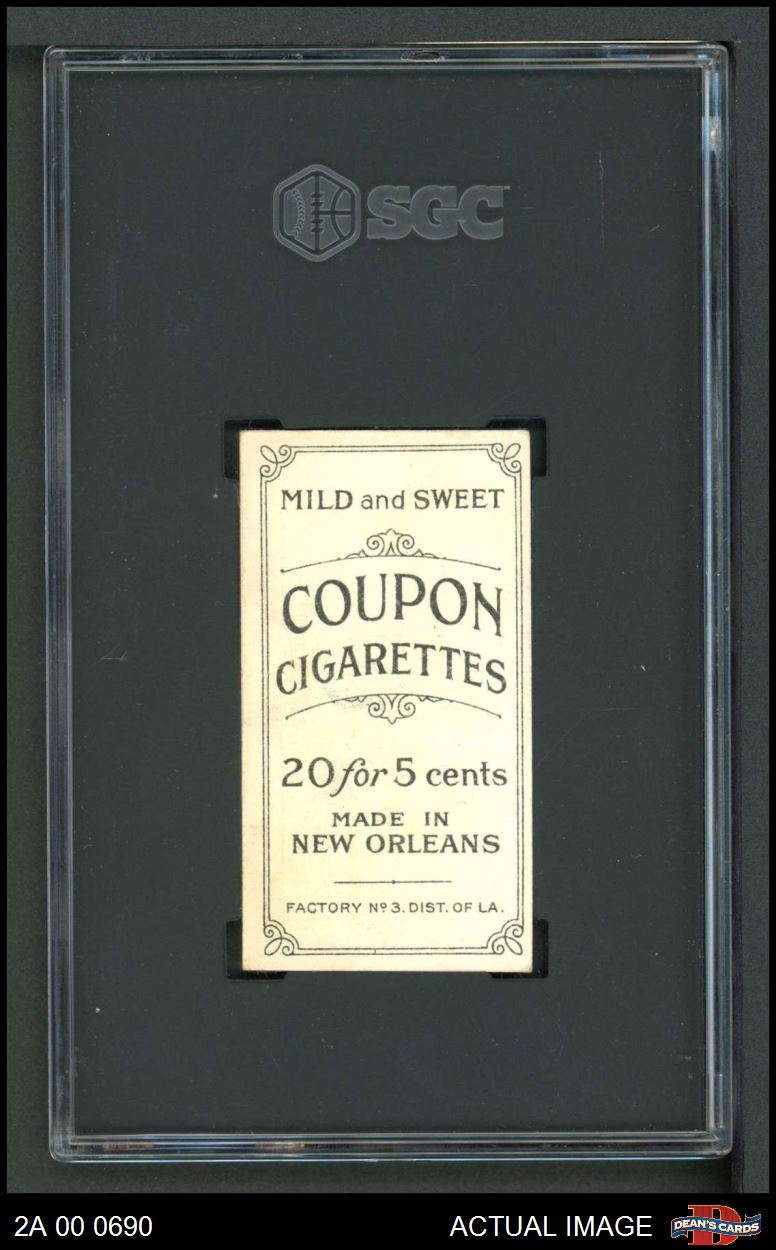 SGC
MILD and SWEET
COUPON
CIGARETTES
20 for 5 cents
MADE IN
NEW ORLEANS
FACTORY Nº 3. DIST. OF LA.
2A 00 0690
ACTUAL IMAGE
DEAN'S CARDS